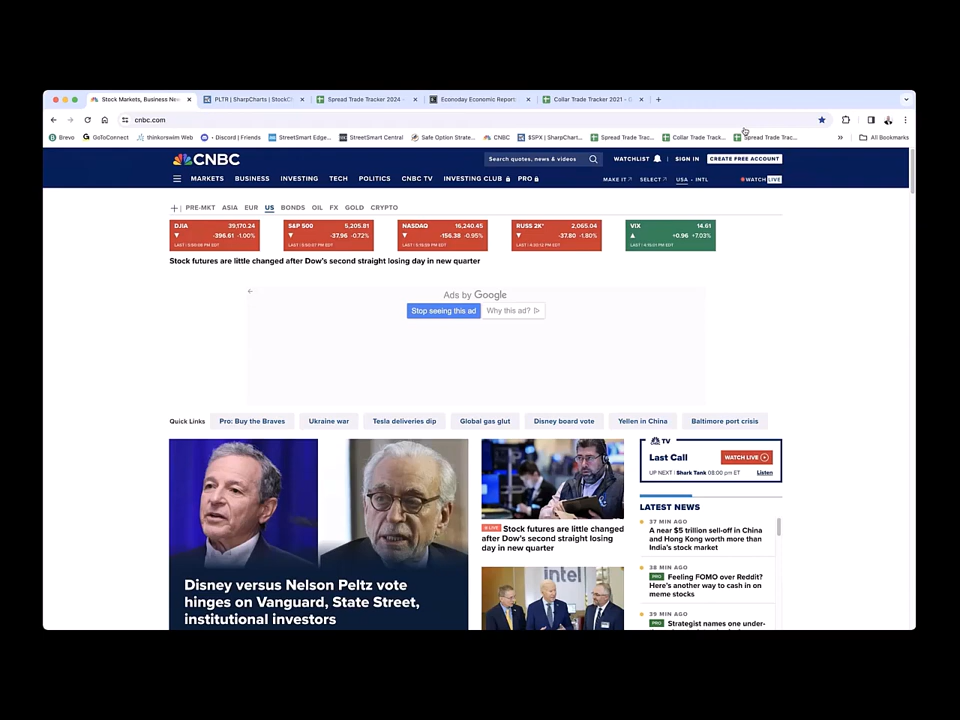 Stock Markets, Business New
PLTR | SharpCharts | StockCh
Spread Trade Tracker 2024 -
Econoday Economic Report
Collar Trade Tracker 2021 - G
cnbc.com
Brevo
GoToConnect
thinkorswim Web
- Discord | Friends
StreetSmart Edge...
StreetSmart Central
Safe Option Strate...
CNBC
$SPX | SharpChart...
Spread Trade Trac...
Collar Trade Track...
Spread Trade Trac...
All Bookmarks
CNBC
Search quotes, news & videos
WATCHLIST
SIGN IN
CREATE FREE ACCOUNT
MARKETS BUSINESS INVESTING TECH POLITICS CNBC TV INVESTING CLUB PRO
MAKE IT SELECT USA • INTL WATCH LIVE
PRE-MKT ASIA EUR US BONDS OIL FX GOLD CRYPTO
DJIA 39,170.24
-396.61 -1.00%
S&P 500 5,205.81
-37.96 -0.72%
NASDAQ 16,240.45
-156.38 -0.95%
RUSS 2K* 2,065.04
-37.80 -1.80%
VIX 14.61
+0.96 +7.03%
Stock futures are little changed after Dow's second straight losing day in new quarter
Ads by Google
Stop seeing this ad
Why this ad?
Quick Links
Pro: Buy the Braves
Ukraine war
Tesla deliveries dip
Global gas glut
Disney board vote
Yellen in China
Baltimore port crisis
Disney versus Nelson Peltz vote
hinges on Vanguard, State Street,
institutional investors
LIVE Stock futures are little changed
after Dow's second straight losing
day in new quarter
intel
TV
Last Call
WATCH LIVE
UP NEXT | Shark Tank 08:00 pm ET
Listen
LATEST NEWS
37 MIN AGO
A near $5 trillion sell-off in China
and Hong Kong worth more than
India's stock market
38 MIN AGO
PRO Feeling FOMO over Reddit?
Here's another way to cash in on
meme stocks
39 MIN AGO
PRO Strategist names one under-